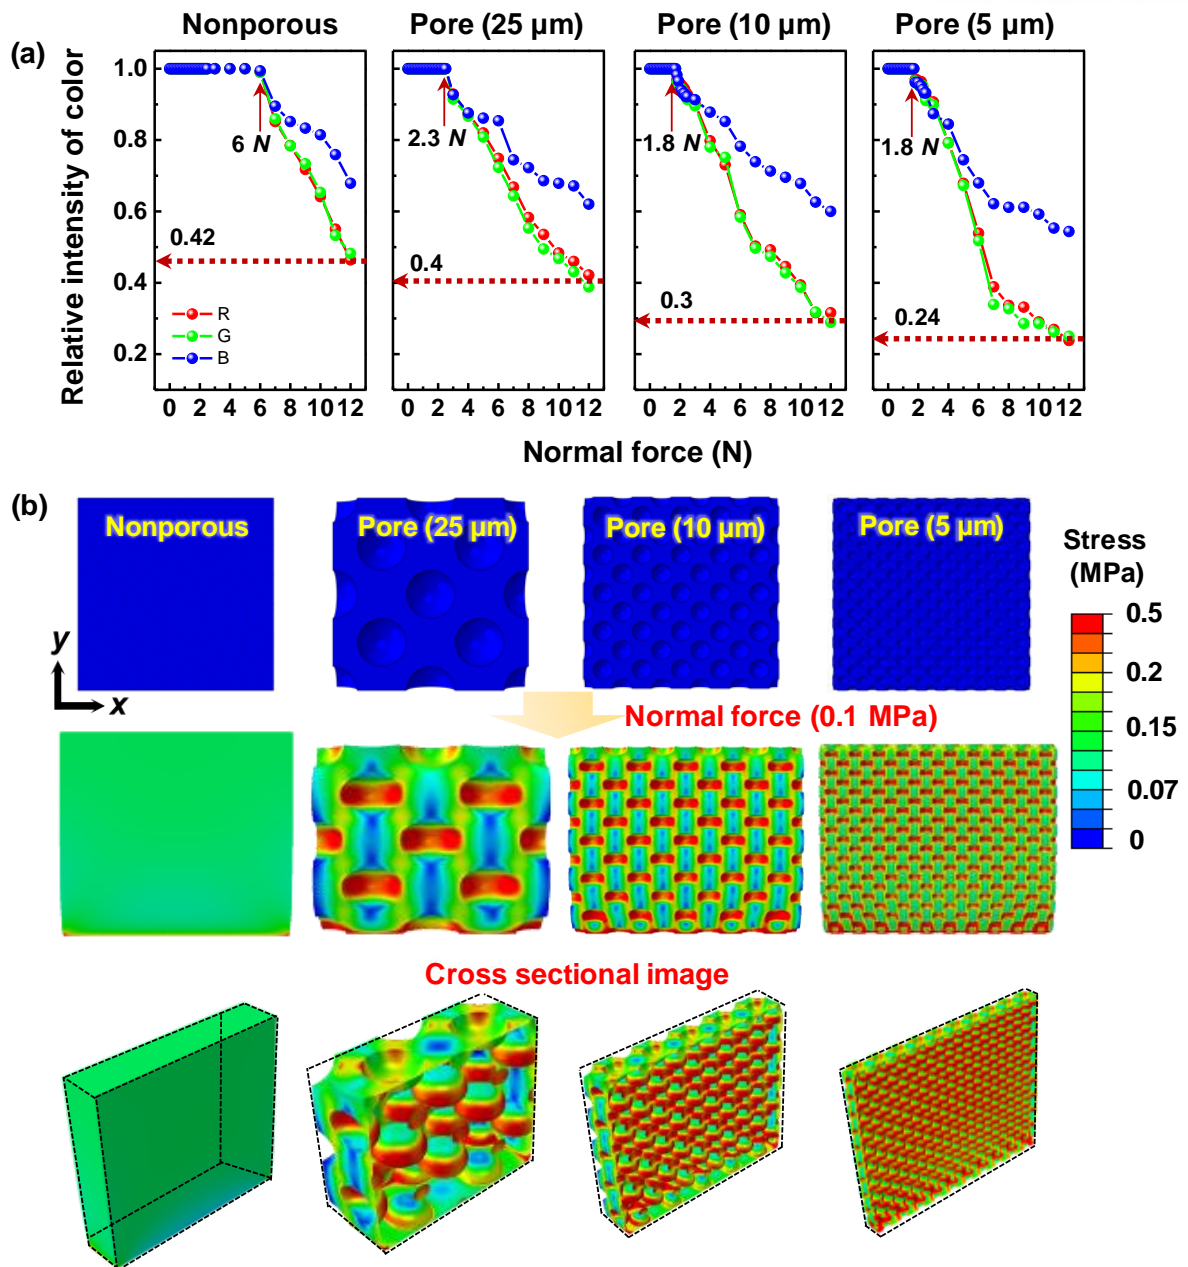 Nonporous Pore (25 µm) Pore (10 µm) Pore (5 µm)
(a)
Relative intensity of color
1.0
0.8
0.6
0.4
0.2
6 N
0.42
R
G
B
2.3 N
0.4
1.8 N
0.3
1.8 N
0.24
0 2 4 6 8 10 12 0 2 4 6 8 10 12 0 2 4 6 8 10 12 0 2 4 6 8 10 12
Normal force (N)
(b)
Nonporous Pore (25 µm) Pore (10 µm) Pore (5 µm)
y
x
Stress
(MPa)
0.5
0.2
0.15
0.07
0
Normal force (0.1 MPa)
Cross sectional image